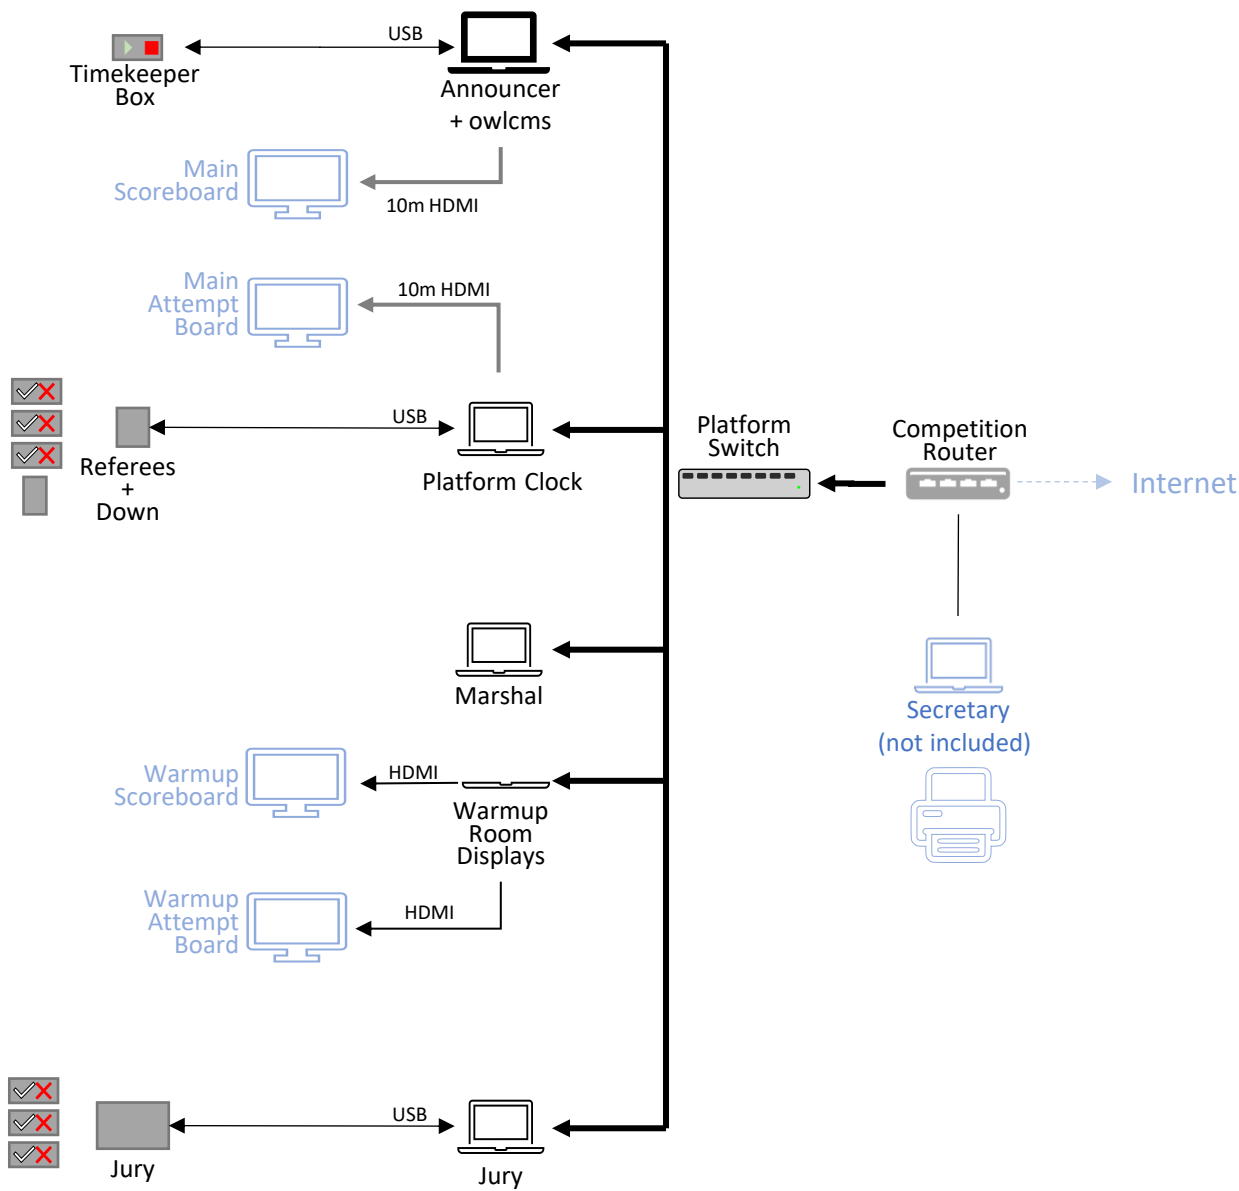 USB
Timekeeper
Box
Announcer
+ owlcms
Main
Scoreboard
10m HDMI
Main
Attempt
Board
10m HDMI
USB
Referees
+
Down
Platform Clock
Platform
Switch
Competition
Router
Internet
Marshal
Secretary
(not included)
Warmup
Scoreboard
HDMI
Warmup
Room
Displays
Warmup
Attempt
Board
HDMI
USB
Jury
Jury